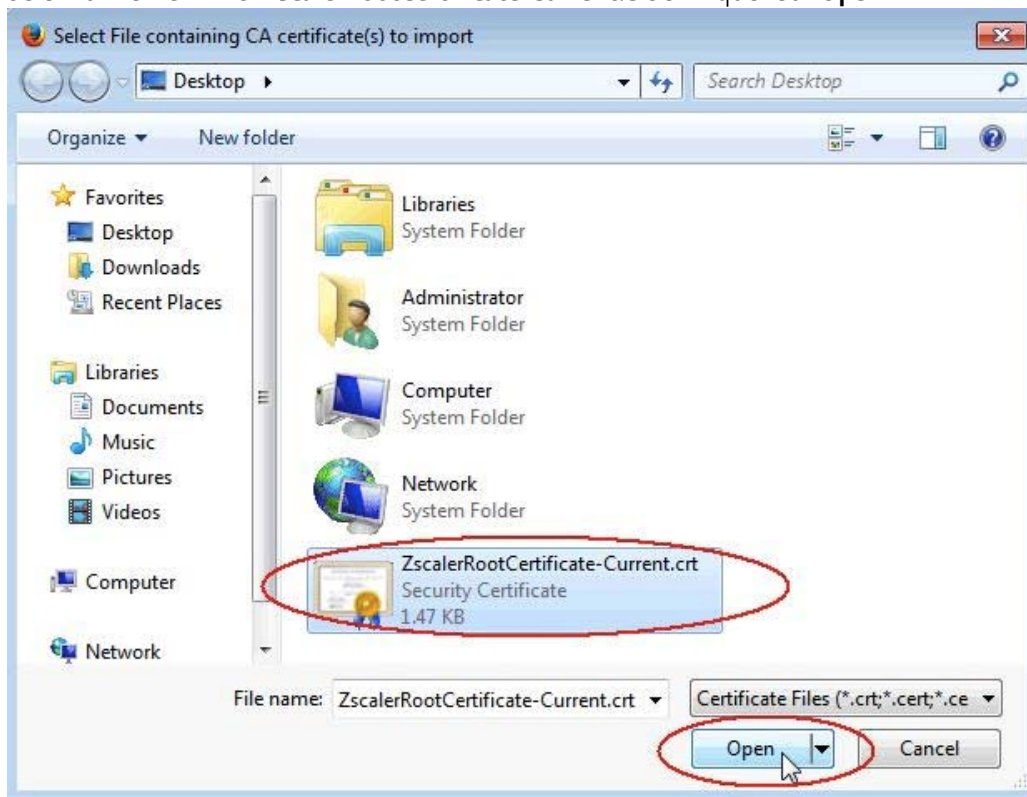 Select File containing CA certificate(s) to import
Desktop
Search Desktop
Organize
New folder
Favorites
Desktop
Downloads
Recent Places
Libraries
Documents
Music
Pictures
Videos
Computer
Network
Libraries
System Folder
Administrator
System Folder
Computer
System Folder
Network
System Folder
ZscalerRootCertificate-Current.crt
Security Certificate
1.47 KB
File name: ZscalerRootCertificate-Current.crt
Certificate Files (*.crt;*.cert;*.ce
Open
Cancel